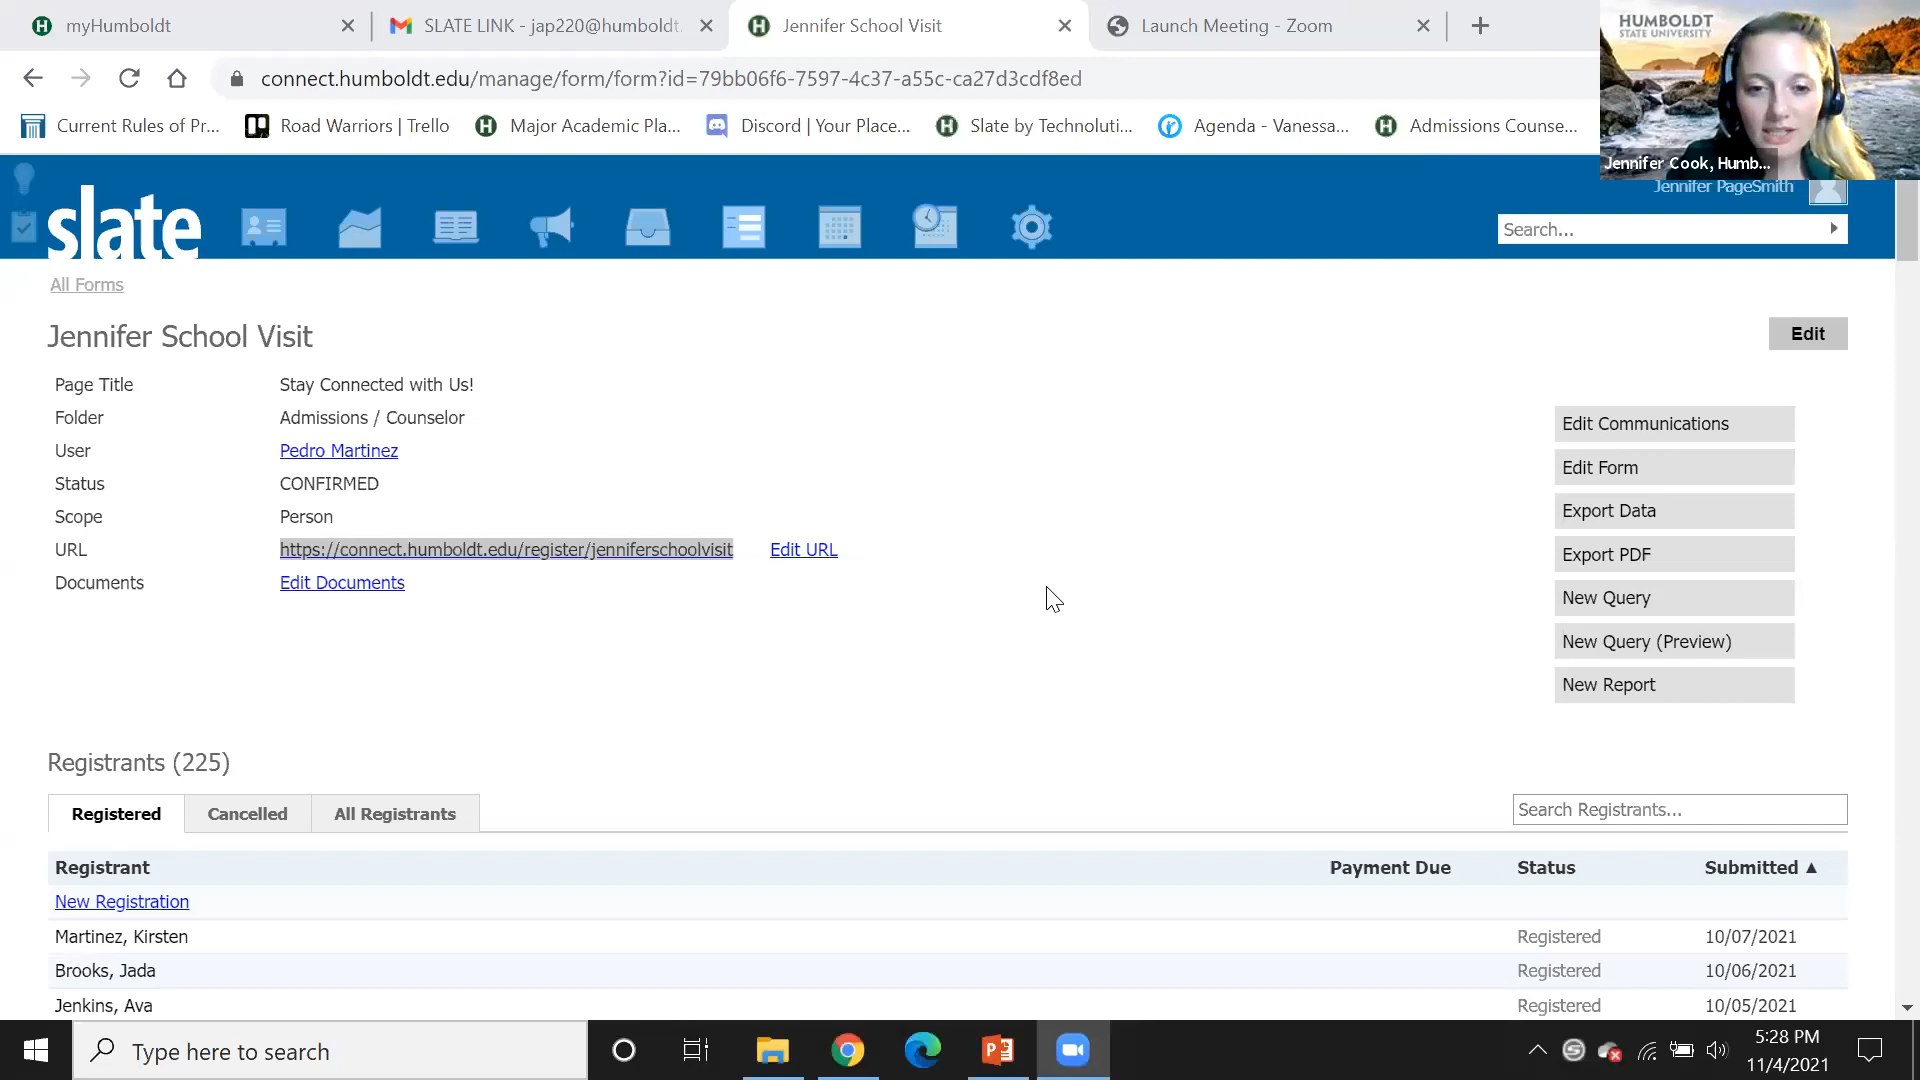 myHumboldt
SLATE LINK - jap220@humboldt.
Jennifer School Visit
Launch Meeting - Zoom
HUMBOLDT
STATE UNIVERSITY
connect.humboldt.edu/manage/form/form?id=79bb06f6-7597-4c37-a55c-ca27d3cdf8ed
Current Rules of Pr...
Road Warriors | Trello
Major Academic Pla...
Discord | Your Place...
Slate by Technoluti...
Agenda - Vanessa...
Admissions Counse...
Jennifer Cook, Humb...
Jennifer PageSmith
slate
Search...
All Forms
Jennifer School Visit
Edit
Page Title Stay Connected with Us!
Folder Admissions / Counselor
User Pedro Martinez
Status CONFIRMED
Scope Person
URL https://connect.humboldt.edu/register/jenniferschoolvisit Edit URL
Documents Edit Documents
Edit Communications
Edit Form
Export Data
Export PDF
New Query
New Query (Preview)
New Report
Registrants (225)
Registered Cancelled All Registrants
Search Registrants...
Registrant Payment Due Status Submitted ▲
New Registration
Martinez, Kirsten Registered 10/07/2021
Brooks, Jada Registered 10/06/2021
Jenkins, Ava Registered 10/05/2021
Type here to search
5:28 PM
11/4/2021